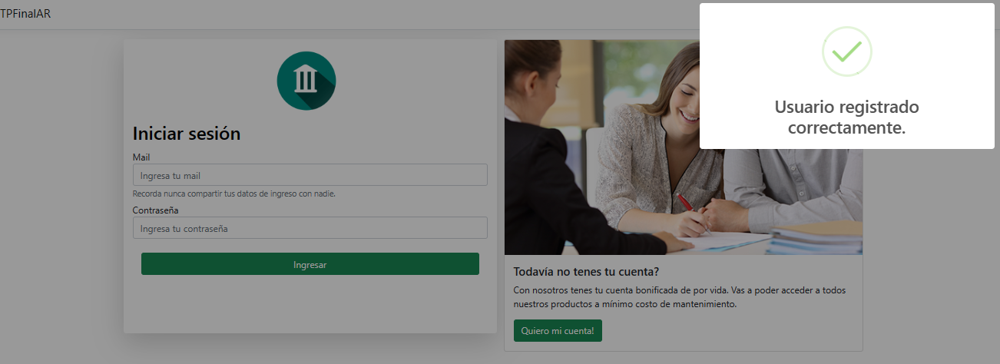 TPFinalAR
Usuario registrado
correctamente.
Iniciar sesión
Mail
Ingresa tu mail
Recorda nunca compartir tus datos de ingreso con nadie.
Contraseña
Ingresa tu contraseña
Ingresar
Todavía no tenes tu cuenta?
Con nosotros tenes tu cuenta bonificada de por vida. Vas a poder acceder a todos
nuestros productos a mínimo costo de mantenimiento.
Quiero mi cuenta!